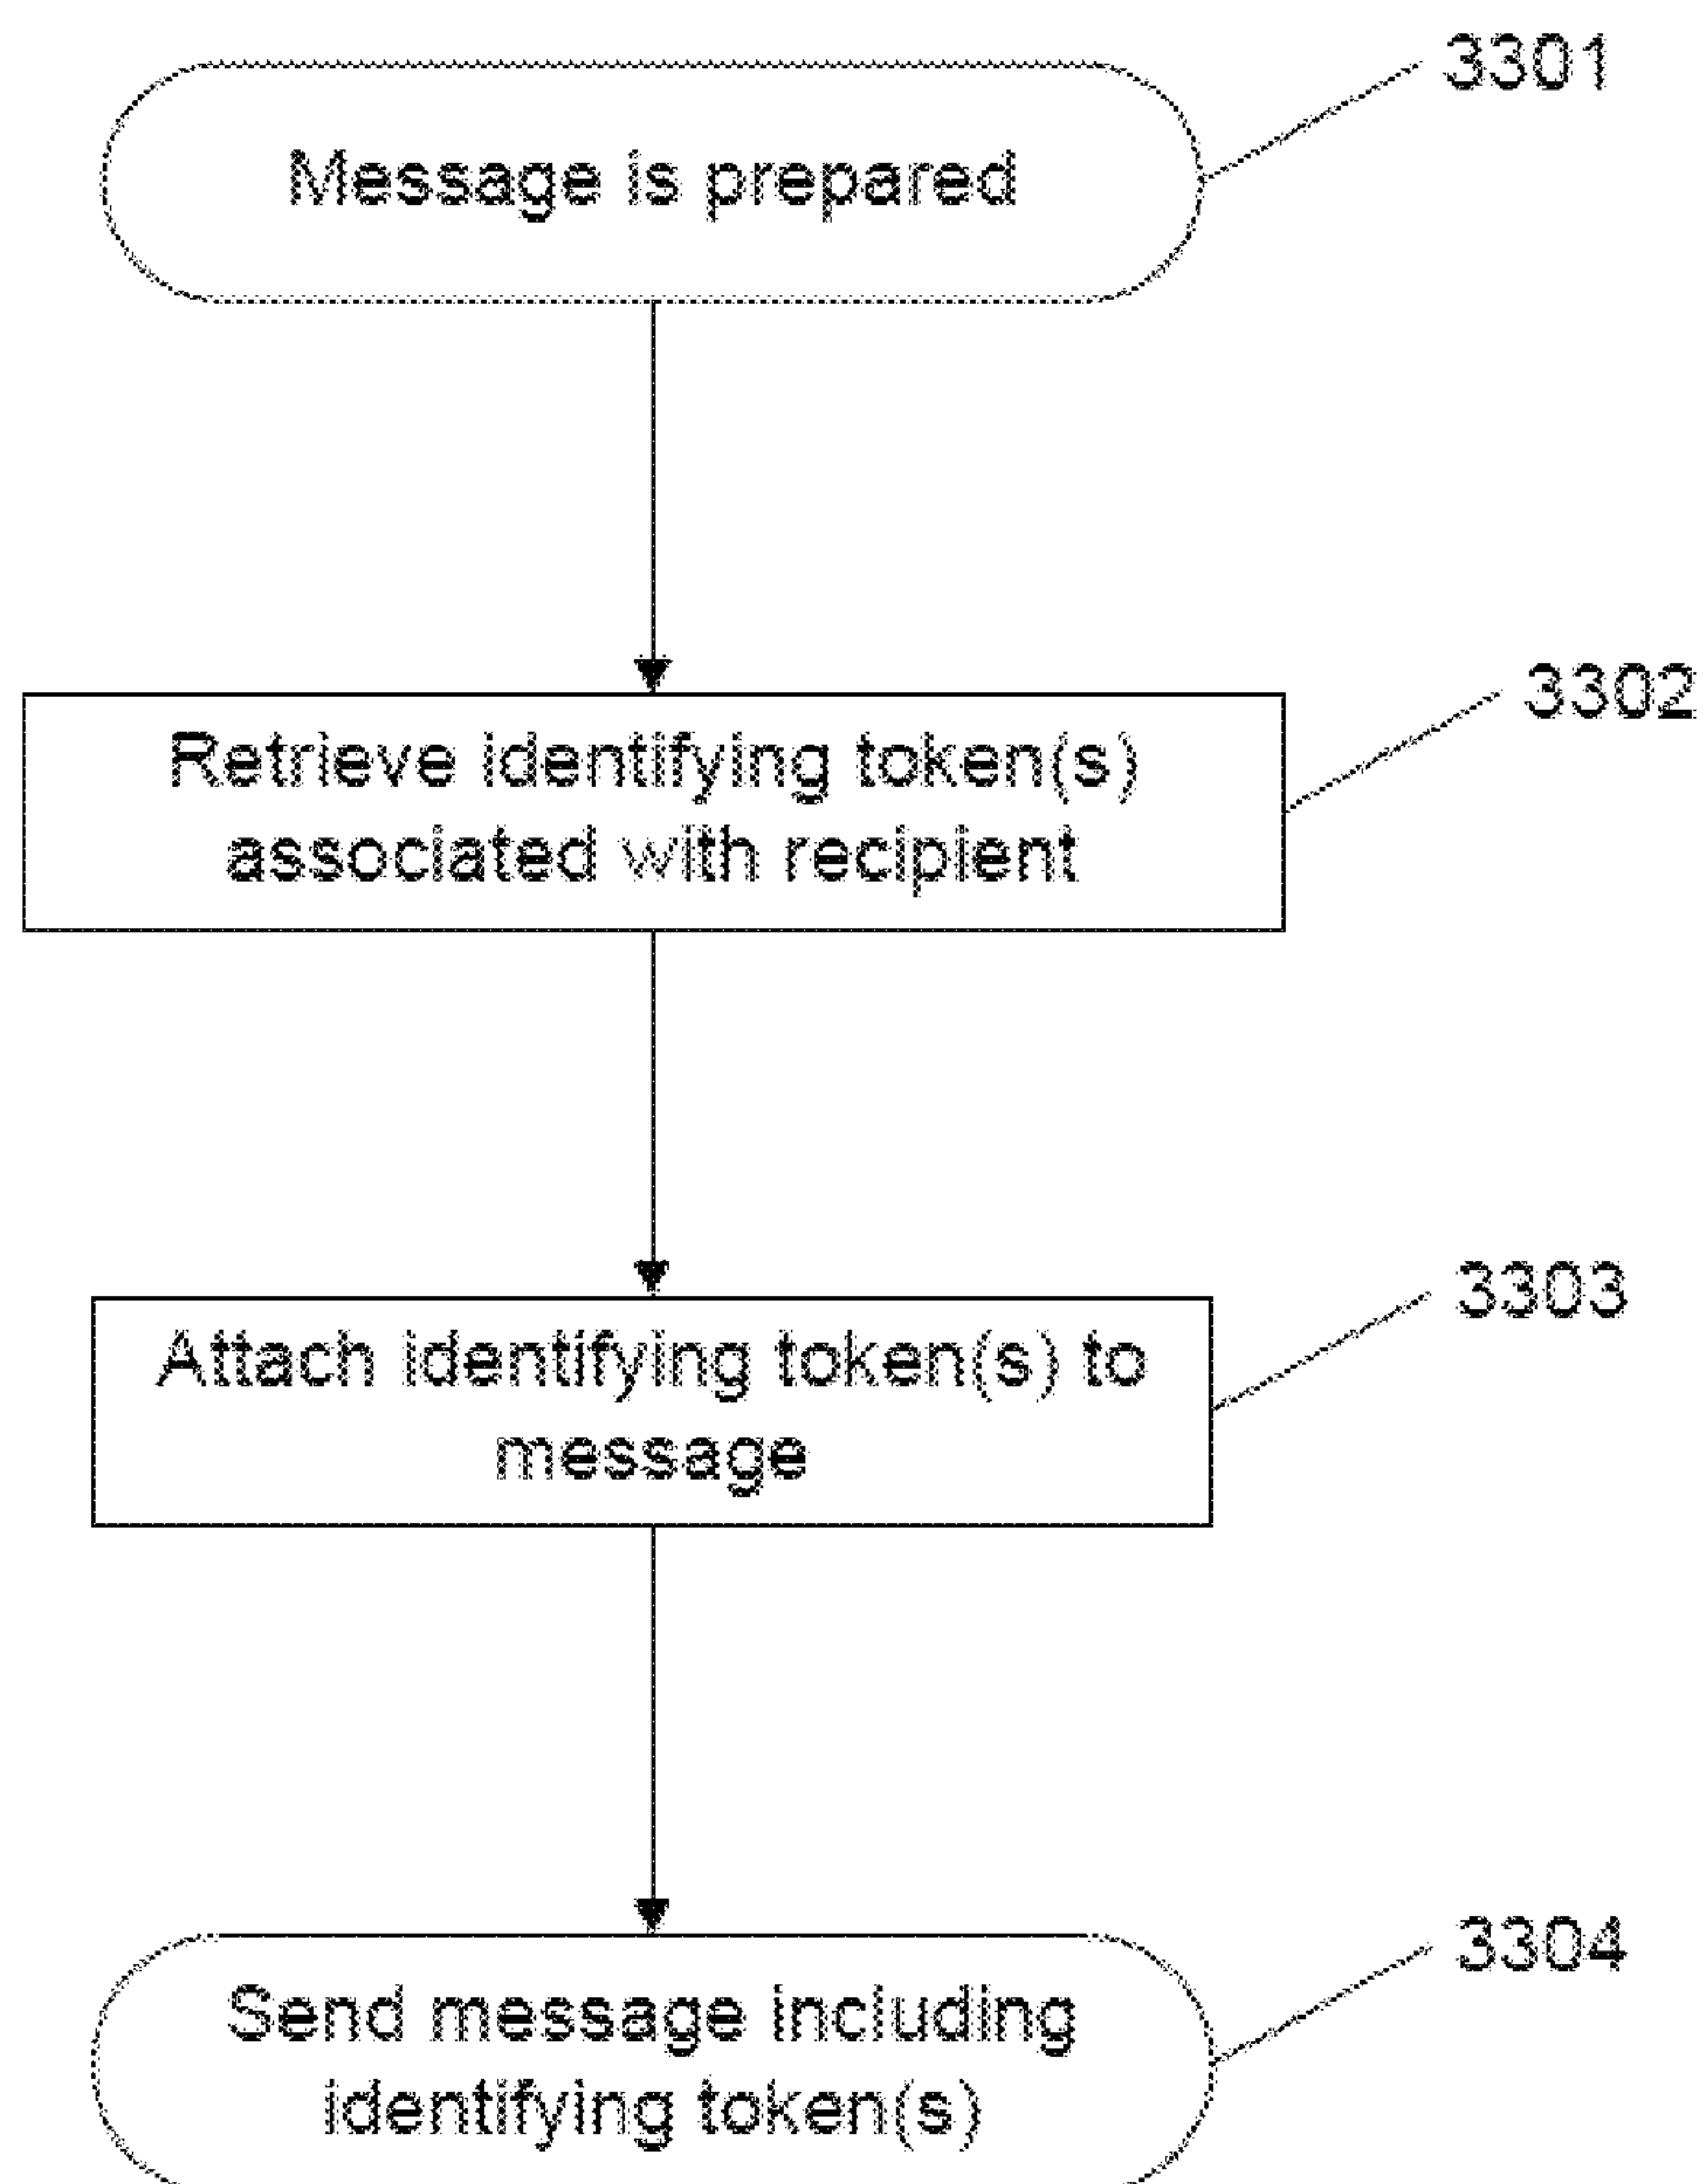 3301
Message is prepared
3302
Retrieve identifying token(s)
associated with recipient
3303
Attach identifying token(s) to
message
3304
Send message including
identifying token(s)